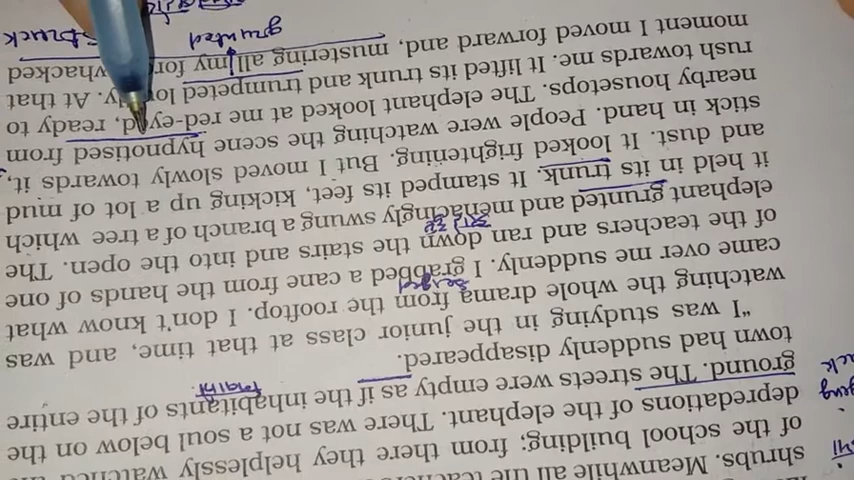 shrubs. Meanwhile all the
of the school building; from there they helplessly watched the
depredations of the elephant. There was not a soul below on the
ground. The streets were empty as if the inhabitants of the entire
town had suddenly disappeared.
"I was studying in the junior class at that time, and was
watching the whole drama from the rooftop. I don't know what
came over me suddenly. I grabbed a cane from the hands of one
of the teachers and ran down the stairs and into the open. The
elephant grunted and menacingly swung a branch of a tree which
it held in its trunk. It stamped its feet, kicking up a lot of mud
and dust. It looked frightening. But I moved slowly towards it,
stick in hand. People were watching the scene hypnotised from
nearby housetops. The elephant looked at me red-eyed, ready to
rush towards me. It lifted its trunk and trumpeted loudly. At that
moment I moved forward and, mustering all my force, whacked
grunted
struck